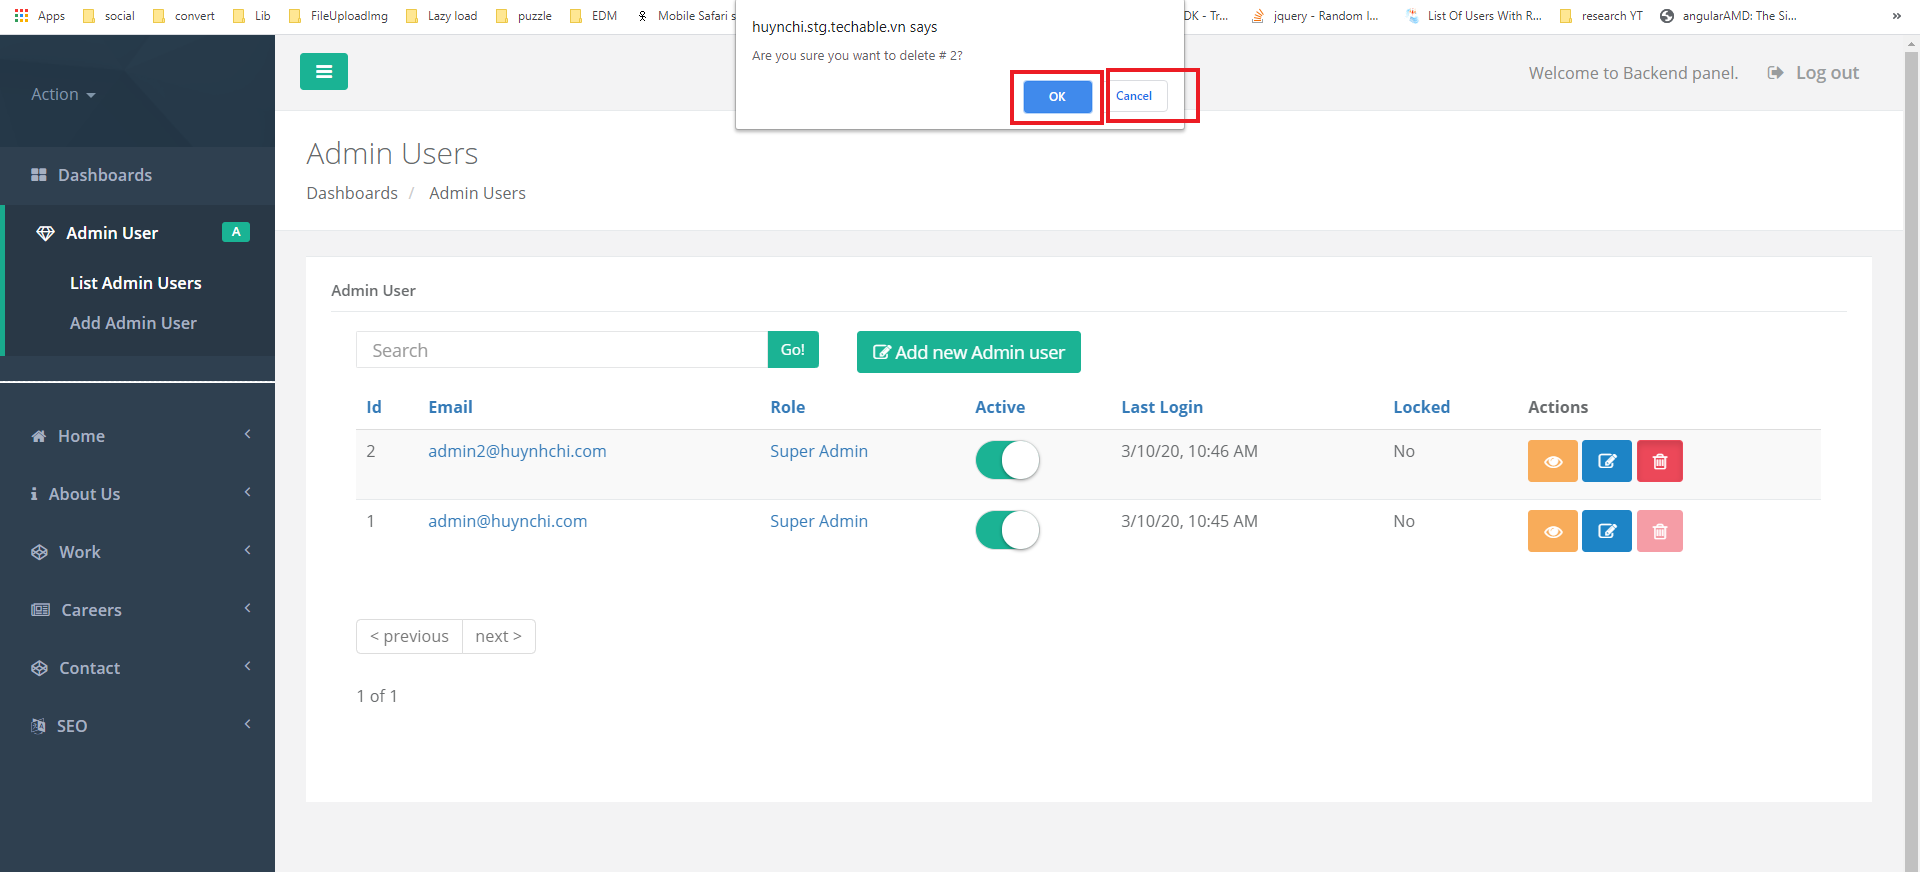 Apps social convert Lib FileUploadImg Lazy load puzzle EDM Mobile Safari s DK - Tr... jquery - Random I... List Of Users With R... research YT angularAMD: The Si... »
huynchi.stg.techable.vn says
Are you sure you want to delete # 2?
OK Cancel
Action
Welcome to Backend panel. Log out
Admin Users
Dashboards / Admin Users
Dashboards
Admin User A
List Admin Users
Add Admin User
Home
About Us
Work
Careers
Contact
SEO
Admin User
Search Go! Add new Admin user
Id Email Role Active Last Login Locked Actions
2 admin2@huynhchi.com Super Admin 3/10/20, 10:46 AM No
1 admin@huynchi.com Super Admin 3/10/20, 10:45 AM No
< previous next >
1 of 1